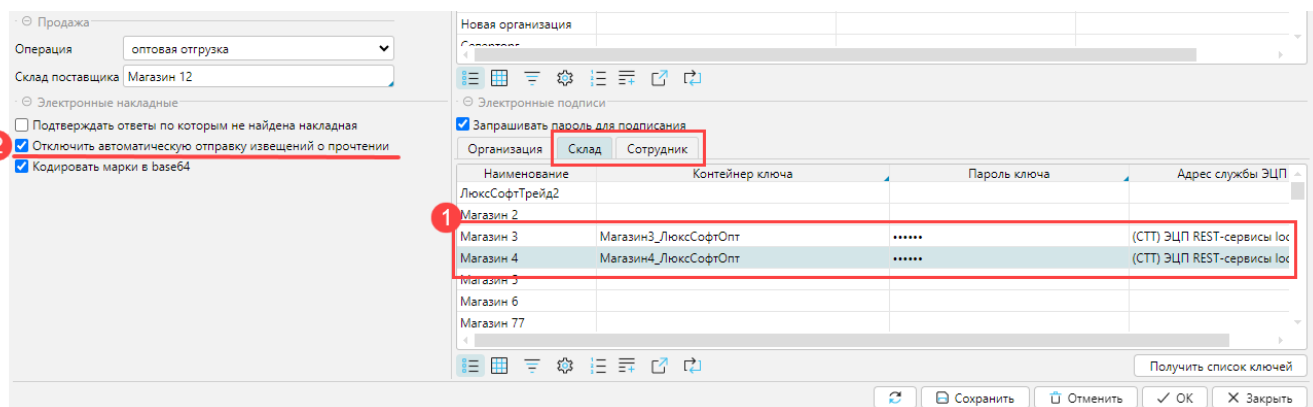 Продажа
Операция оптовая отгрузка
Склад поставщика Магазин 12
Электронные накладные
Подтверждать ответы по которым не найдена накладная
2 Отключить автоматическую отправку извещений о прочтении
Кодировать марки в base64
Новая организация
Электронные подписи
Запрашивать пароль для подписания
Организация Склад Сотрудник
Наименование Контейнер ключа Пароль ключа Адрес службы ЭЦП
ЛюксСофтТрейд2
1 Магазин 2
Магазин 3 Магазин3_ЛюксСофтОпт •••••• (СТТ) ЭЦП REST-сервисы loc
Магазин 4 Магазин4_ЛюксСофтОпт •••••• (СТТ) ЭЦП REST-сервисы loc
Магазин 5
Магазин 6
Магазин 77
Получить список ключей
Сохранить Отменить OK Закрыть